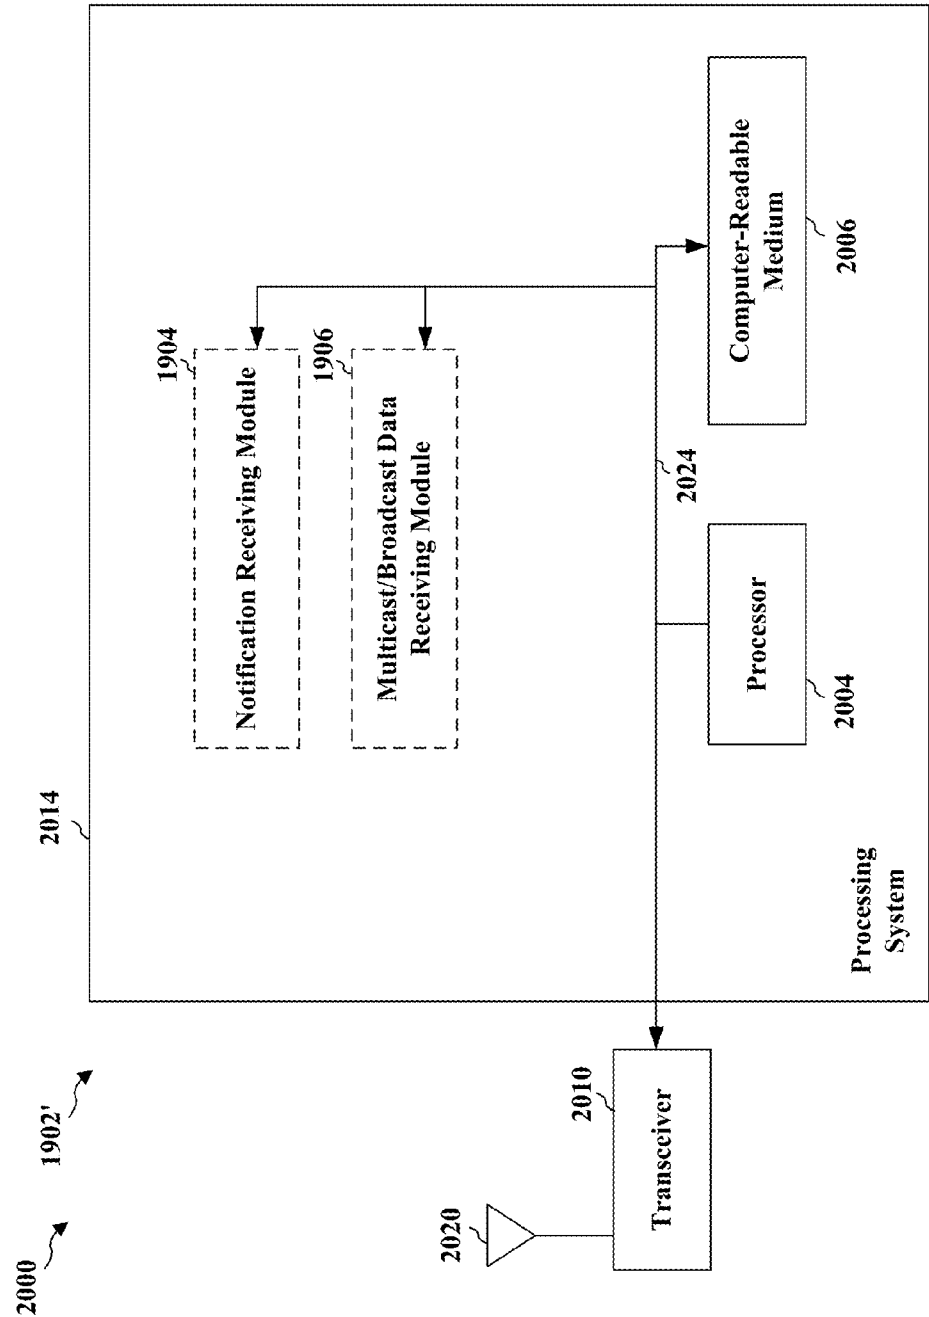 2000
1902'
2014
1904
Notification Receiving Module
1906
Multicast/Broadcast Data
Receiving Module
2020
2010
Transceiver
2024
Processor
2004
Computer-Readable
Medium
2006
Processing
System